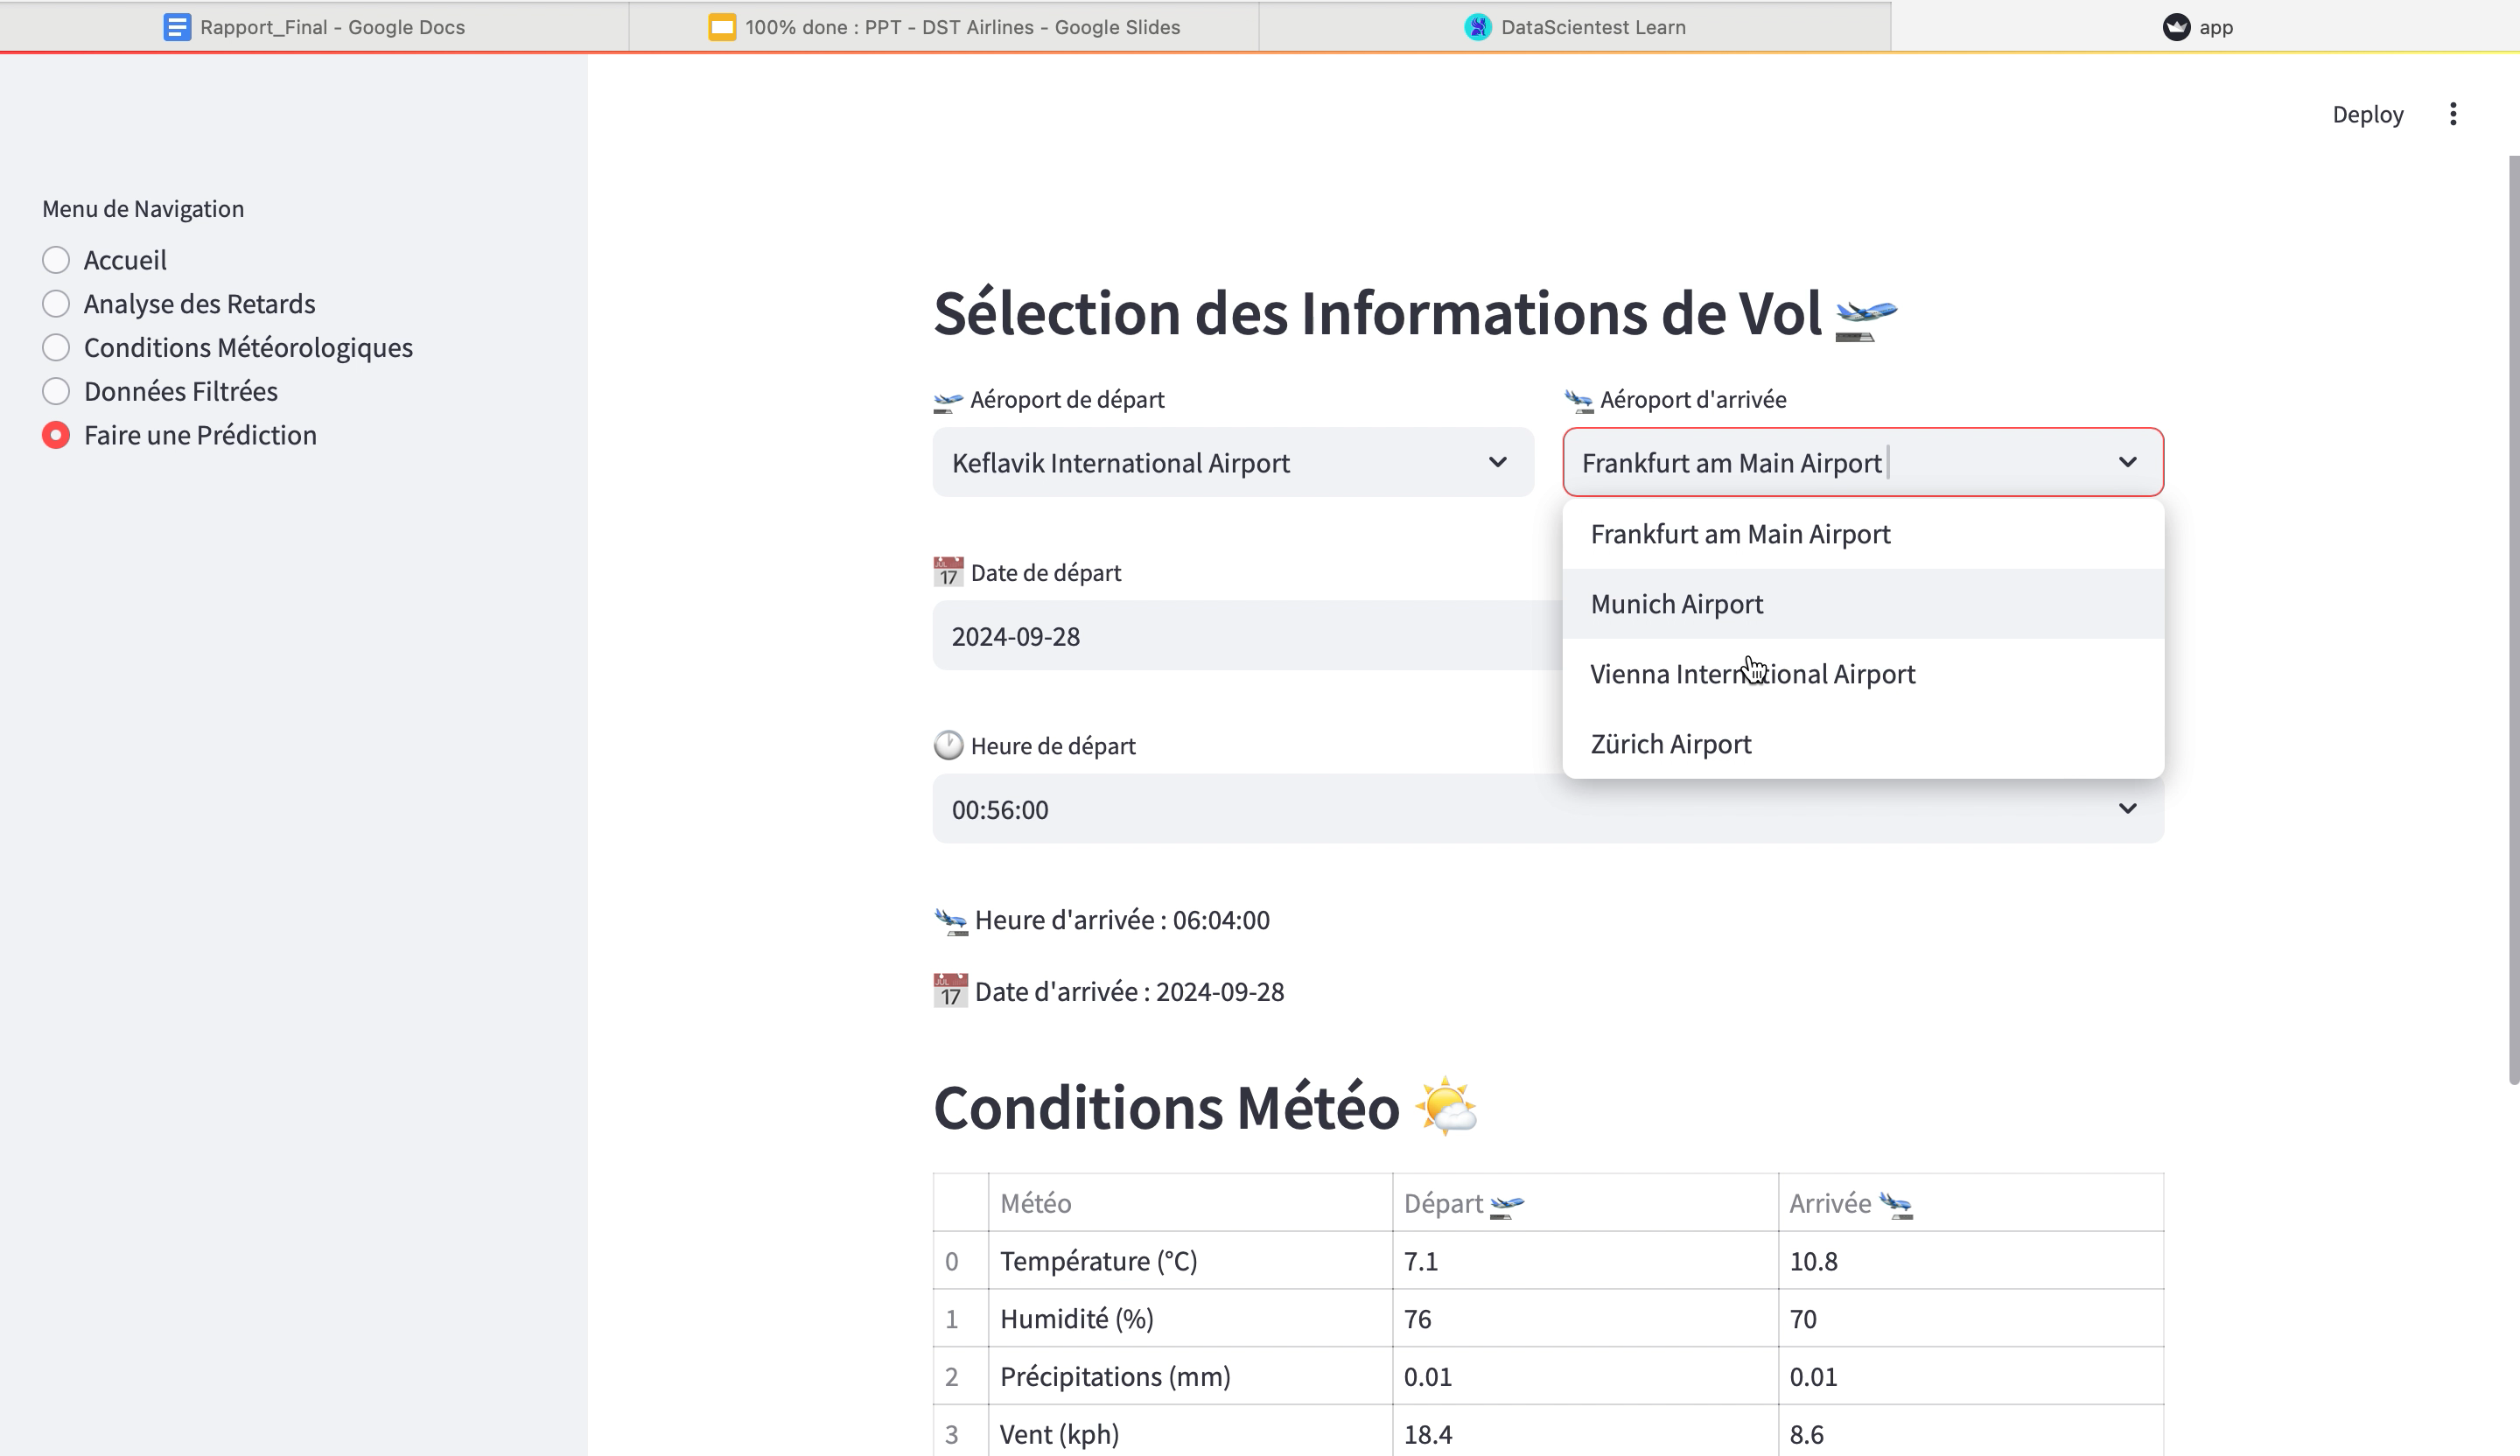 Rapport_Final - Google Docs
100% done : PPT - DST Airlines - Google Slides
DataScientest Learn
app
Deploy
Menu de Navigation
Accueil
Analyse des Retards
Conditions Météorologiques
Données Filtrées
Faire une Prédiction
Sélection des Informations de Vol
Aéroport de départ
Keflavik International Airport
Aéroport d'arrivée
Frankfurt am Main Airport
Frankfurt am Main Airport
Munich Airport
Vienna International Airport
Zürich Airport
Date de départ
2024-09-28
Heure de départ
00:56:00
Heure d'arrivée : 06:04:00
Date d'arrivée : 2024-09-28
Conditions Météo
Météo Départ Arrivée
0 Température (°C) 7.1 10.8
1 Humidité (%) 76 70
2 Précipitations (mm) 0.01 0.01
3 Vent (kph) 18.4 8.6